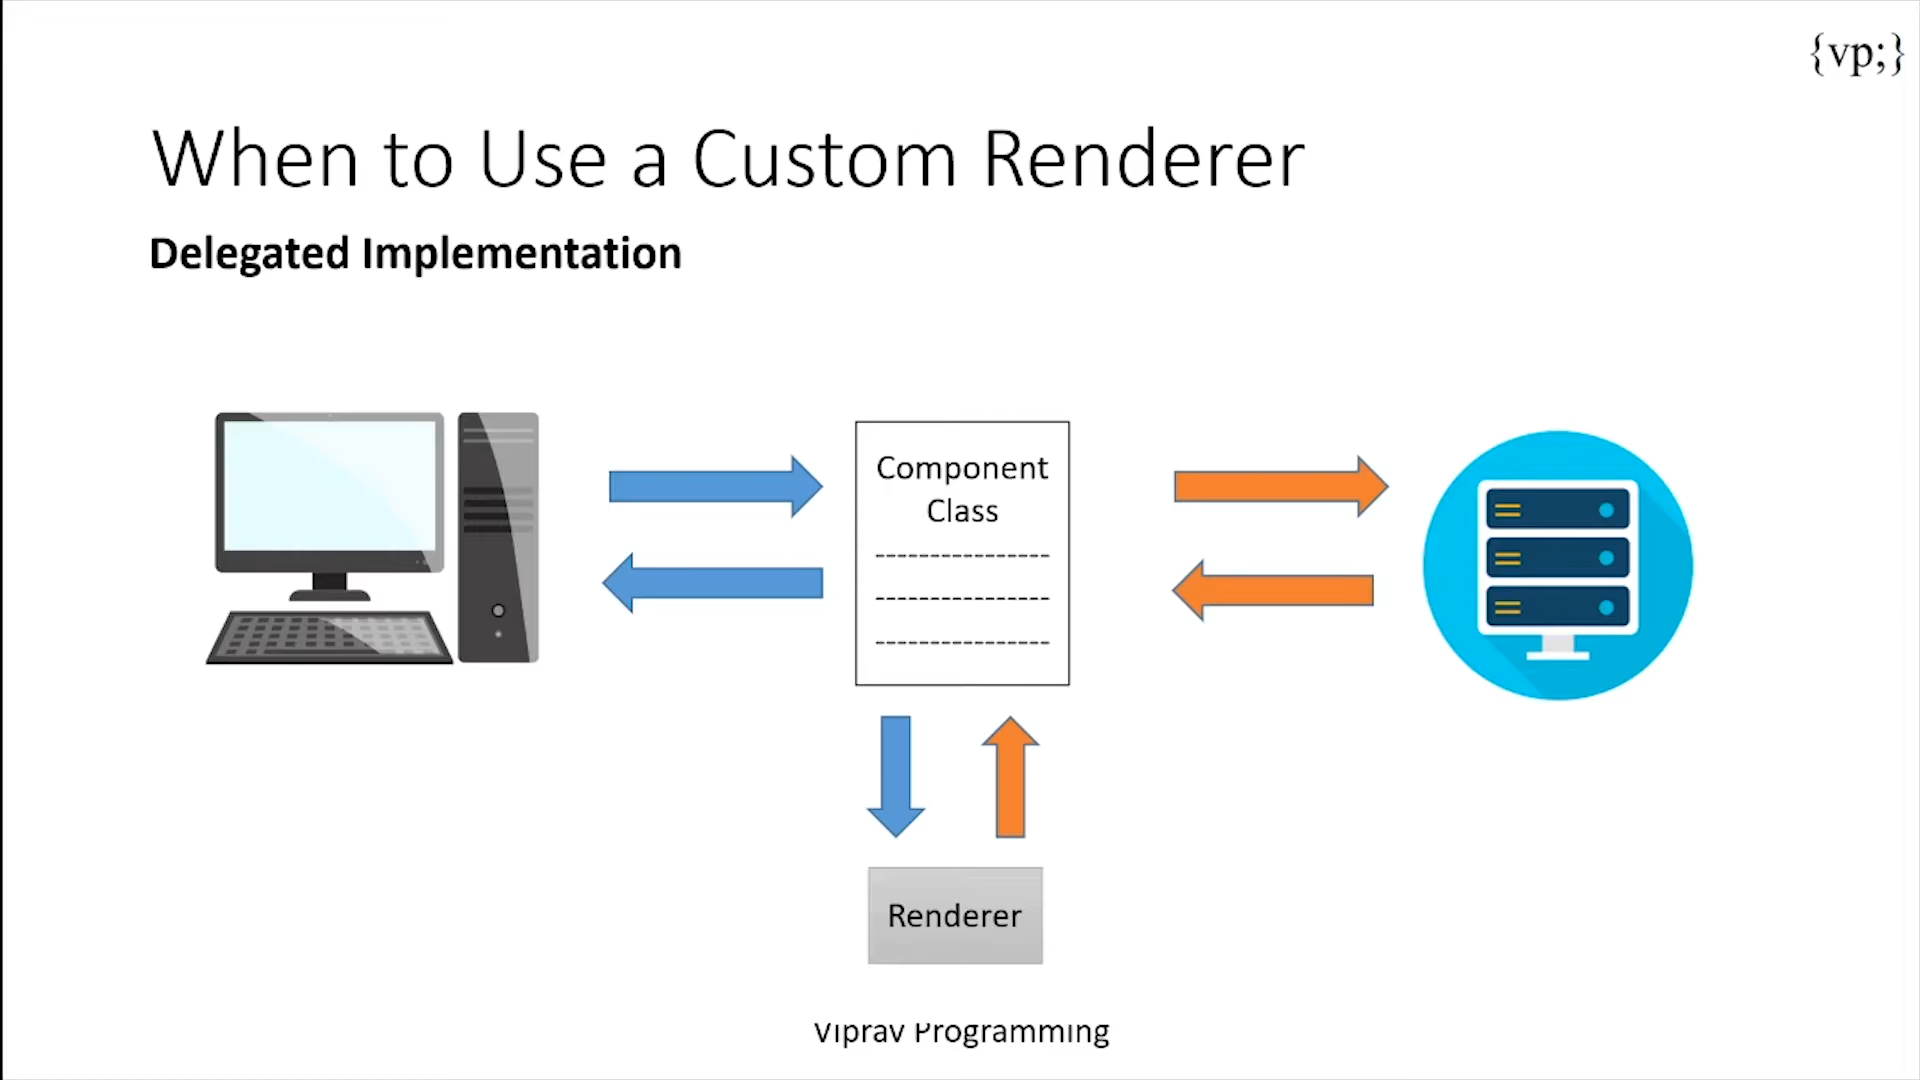 {vp;}
When to Use a Custom Renderer
Delegated Implementation
Component
Class
Renderer
Viprav Programming